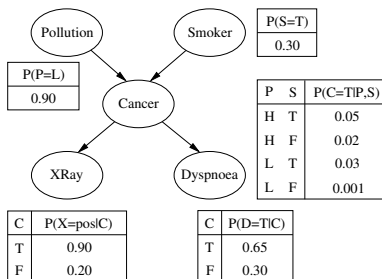 Pollution
Smoker
P(S=T)
0.30
P(P=L)
0.90
Cancer
P S P(C=T|P,S)
H T 0.05
H F 0.02
L T 0.03
L F 0.001
XRay
Dyspnoea
C P(X=pos|C)
T 0.90
F 0.20
C P(D=T|C)
T 0.65
F 0.30